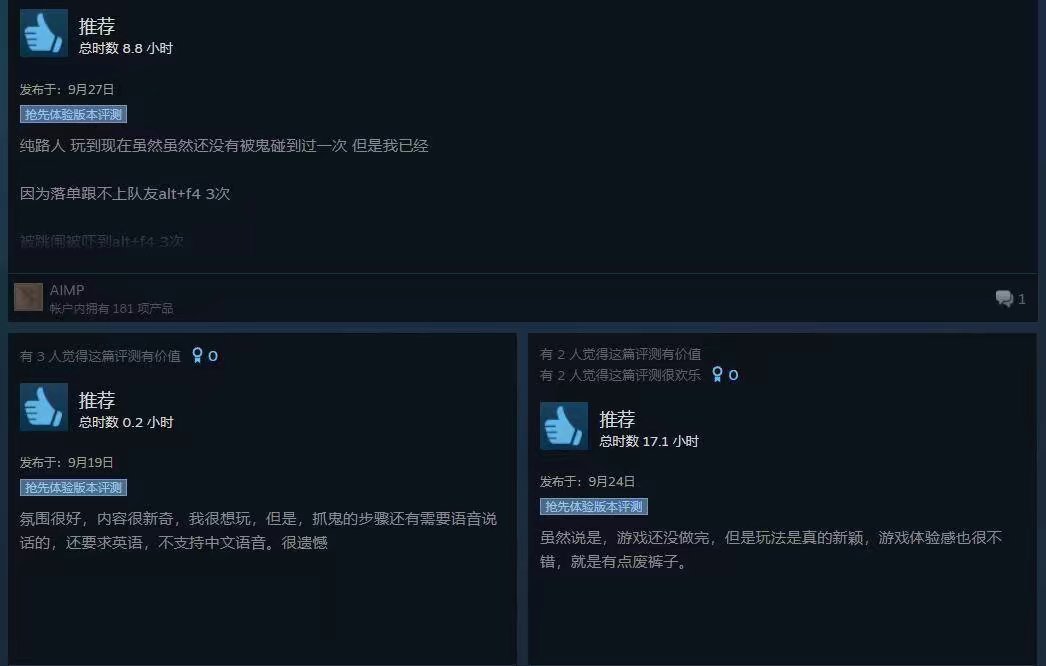 推荐
总时数 8.8 小时
发布于：9月27日
抢先体验版本评测
纯路人 玩到现在虽然虽然还没有被鬼碰到过一次 但是我已经
因为落单跟不上队友alt+f4 3次
被跳闸被吓到alt+f4 3次
AIMP
帐户内拥有 181 项产品
1
有 3 人觉得这篇评测有价值 0
推荐
总时数 0.2 小时
发布于：9月19日
抢先体验版本评测
氛围很好，内容很新奇，我很想玩，但是，抓鬼的步骤还有需要语音说
话的，还要求英语，不支持中文语音。很遗憾
有 2 人觉得这篇评测有价值
有 2 人觉得这篇评测很欢乐 0
推荐
总时数 17.1 小时
发布于：9月24日
抢先体验版本评测
虽然说是，游戏还没做完，但是玩法是真的新颖，游戏体验感也很不
错，就是有点废裤子。